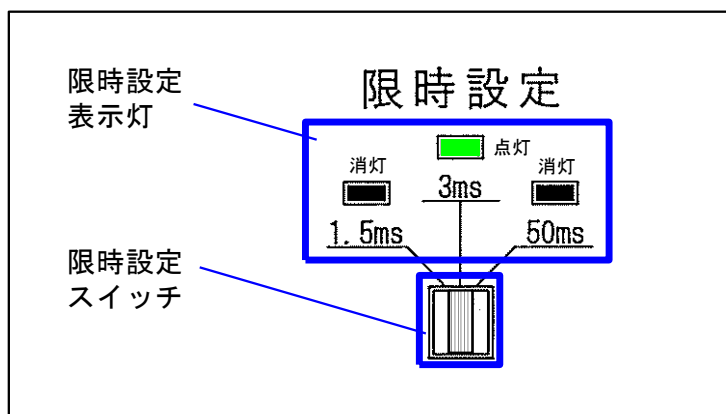 限時設定
表示灯
限時設定
点灯
消灯
消灯
3ms
1.5ms
50ms
限時設定
スイッチ